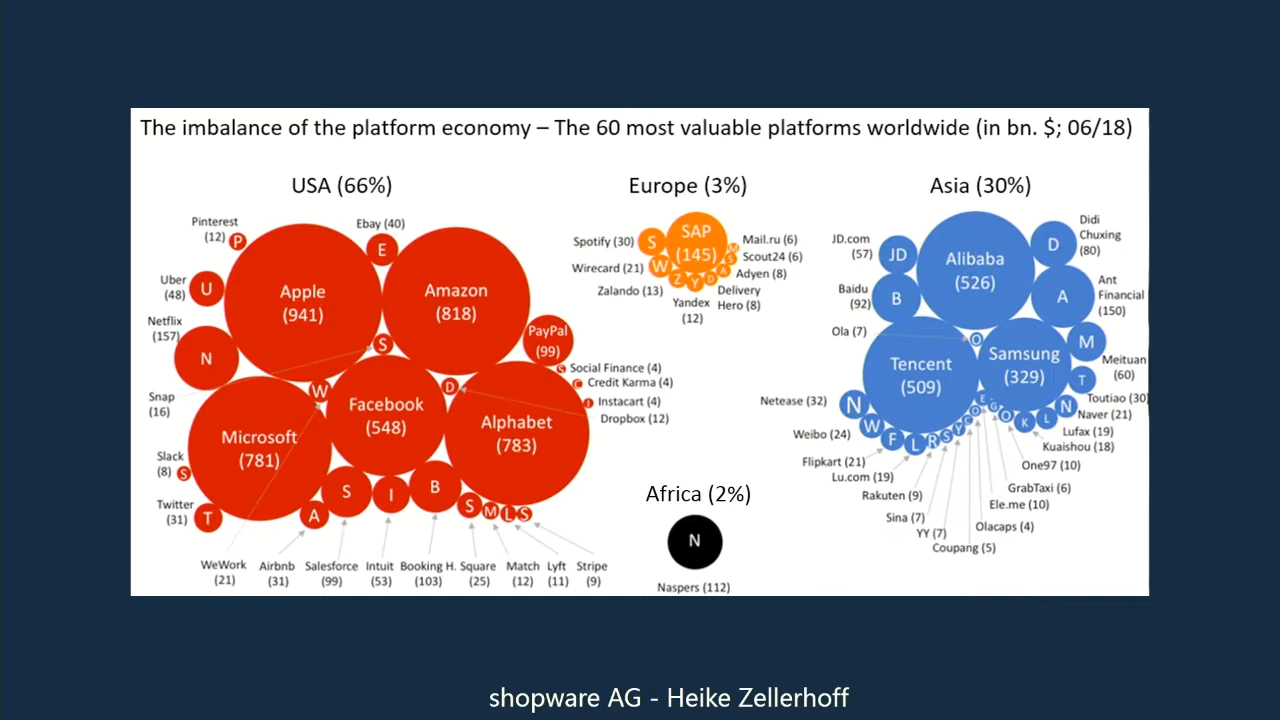 The imbalance of the platform economy – The 60 most valuable platforms worldwide (in bn. $; 06/18)
USA (66%)
Pinterest
(12)
P
Ebay (40)
E
Uber
(48)
U
Apple
(941)
Amazon
(818)
Netflix
(157)
N
PayPal
(99)
S
S
Social Finance (4)
C
Credit Karma (4)
I
Instacart (4)
Dropbox (12)
D
W
Snap
(16)
Facebook
(548)
Microsoft
(781)
Alphabet
(783)
Slack
(8)
S
Twitter
(31)
T
A
S
I
B
S
M
L
S
WeWork
(21)
Airbnb
(31)
Salesforce
(99)
Intuit
(53)
Booking H.
(103)
Square
(25)
Match
(12)
Lyft
(11)
Stripe
(9)
Europe (3%)
SAP
(145)
Spotify (30)
S
Wirecard (21)
W
Zalando (13)
Z
Yandex
(12)
Y
Delivery
Hero (8)
D
Adyen (8)
A
Scout24 (6)
S
Mail.ru (6)
M
Africa (2%)
N
Naspers (112)
Asia (30%)
JD.com
(57)
JD
Alibaba
(526)
D
Didi
Chuxing
(80)
Baidu
(92)
B
A
Ant
Financial
(150)
Ola (7)
O
Tencent
(509)
Samsung
(329)
M
Meituan
(60)
T
Toutiao (30)
Netease (32)
N
W
F
L
R
S
Y
C
O
E
G
O
K
L
N
Naver (21)
Weibo (24)
Lufax (19)
Flipkart (21)
Kuaishou (18)
Lu.com (19)
One97 (10)
Rakuten (9)
GrabTaxi (6)
Sina (7)
Ele.me (10)
YY (7)
Olacaps (4)
Coupang (5)
shopware AG - Heike Zellerhoff